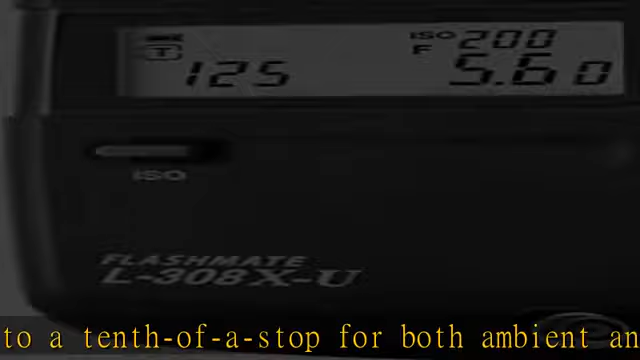 ISO 200
T
F
125 5.6 0
ISO
FLASHMATE
L-308X-U
to a tenth-of-a-stop for both ambient an